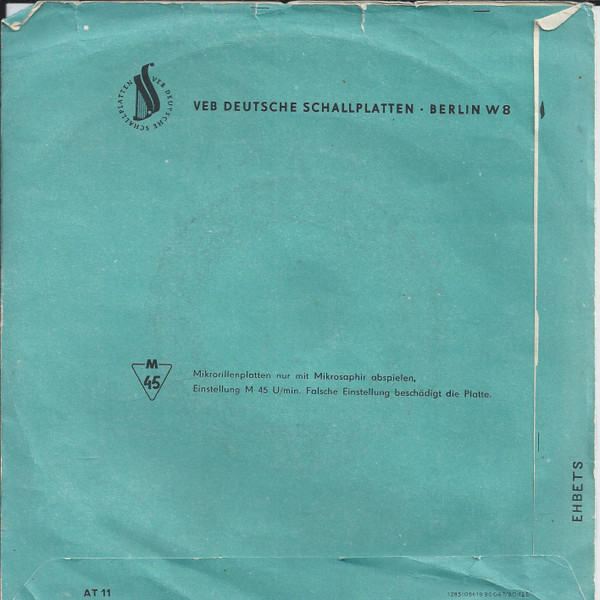 VEB DEUTSCHE SCHALLPLATTEN
VEB DEUTSCHE SCHALLPLATTEN · BERLIN W 8
M
45
Mikrorillenplatten nur mit Mikrosaphir abspielen,
Einstellung M 45 U/min. Falsche Einstellung beschädigt die Platte.
EHBETS
AT 11